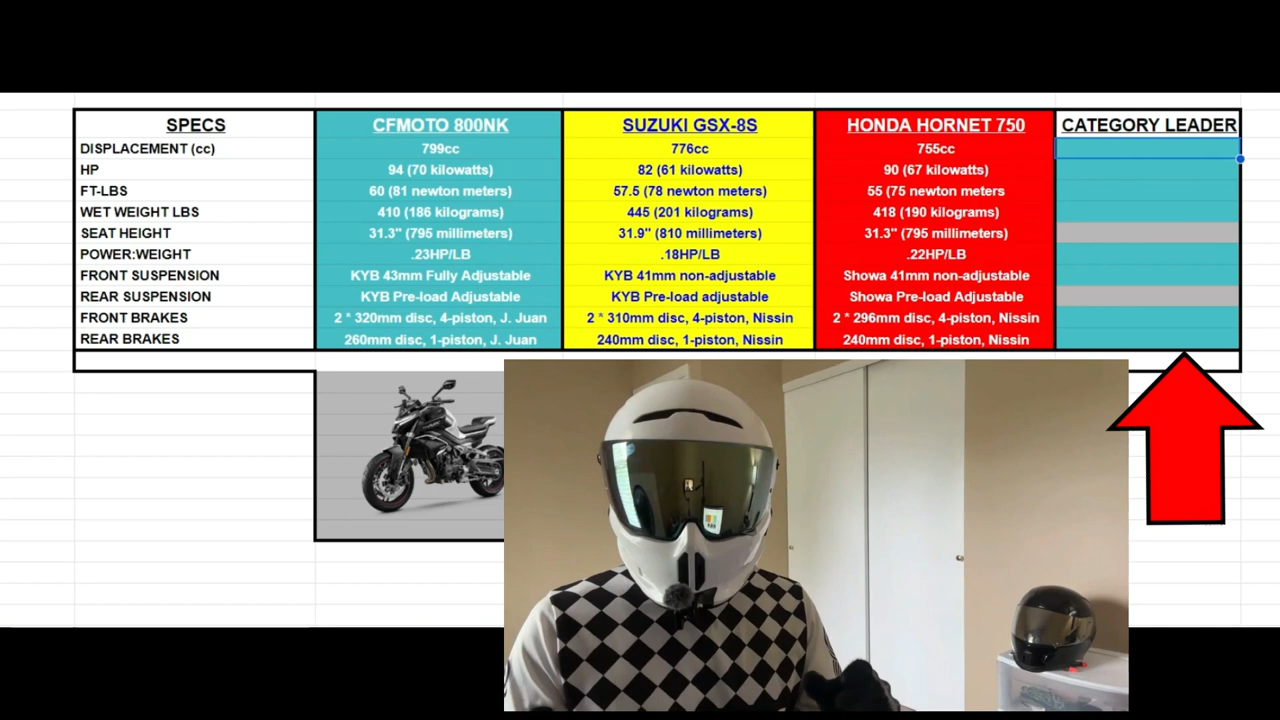 SPECS CFMOTO 800NK SUZUKI GSX-8S HONDA HORNET 750 CATEGORY LEADER
DISPLACEMENT (cc) 799cc 776cc 755cc
HP 94 (70 kilowatts) 82 (61 kilowatts) 90 (67 kilowatts)
FT-LBS 60 (81 newton meters) 57.5 (78 newton meters) 55 (75 newton meters
WET WEIGHT LBS 410 (186 kilograms) 445 (201 kilograms) 418 (190 kilograms)
SEAT HEIGHT 31.3" (795 millimeters) 31.9" (810 millimeters) 31.3" (795 millimeters)
POWER:WEIGHT .23HP/LB .18HP/LB .22HP/LB
FRONT SUSPENSION KYB 43mm Fully Adjustable KYB 41mm non-adjustable Showa 41mm non-adjustable
REAR SUSPENSION KYB Pre-load Adjustable KYB Pre-load adjustable Showa Pre-load Adjustable
FRONT BRAKES 2 * 320mm disc, 4-piston, J. Juan 2 * 310mm disc, 4-piston, Nissin 2 * 296mm disc, 4-piston, Nissin
REAR BRAKES 260mm disc, 1-piston, J. Juan 240mm disc, 1-piston, Nissin 240mm disc, 1-piston, Nissin